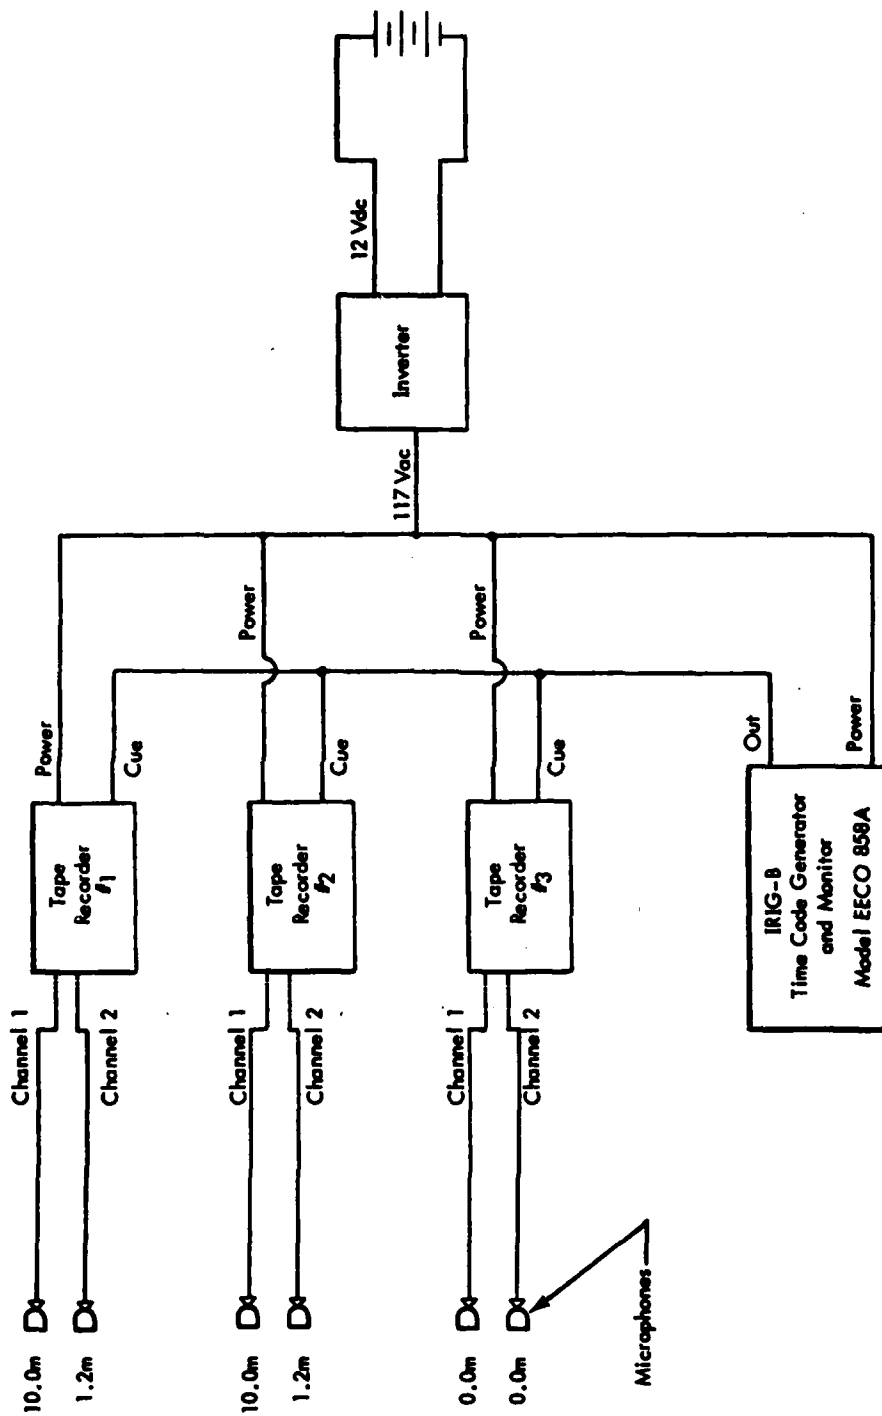 10.0m
Channel 1
Tape
Recorder
#1
Power
1.2m
Channel 2
Cue
10.0m
Channel 1
Tape
Recorder
#2
Power
1.2m
Channel 2
Cue
0.0m
Channel 1
Tape
Recorder
#3
Power
0.0m
Channel 2
Cue
Microphones
IRIG-B
Time Code Generator
and Monitor
Model EECO 858A
Out
Power
117 Vac
Inverter
12 Vdc